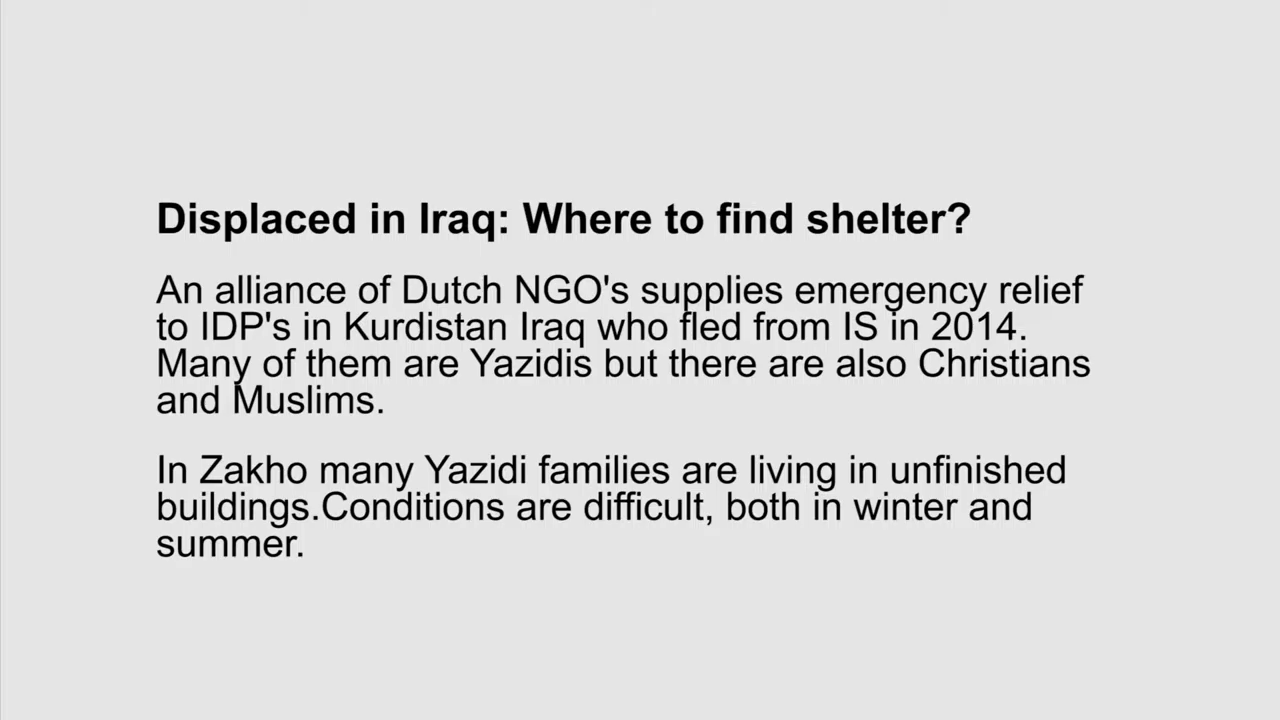 Displaced in Iraq: Where to find shelter?
An alliance of Dutch NGO's supplies emergency relief
to IDP's in Kurdistan Iraq who fled from IS in 2014.
Many of them are Yazidis but there are also Christians
and Muslims.
In Zakho many Yazidi families are living in unfinished
buildings.Conditions are difficult, both in winter and
summer.